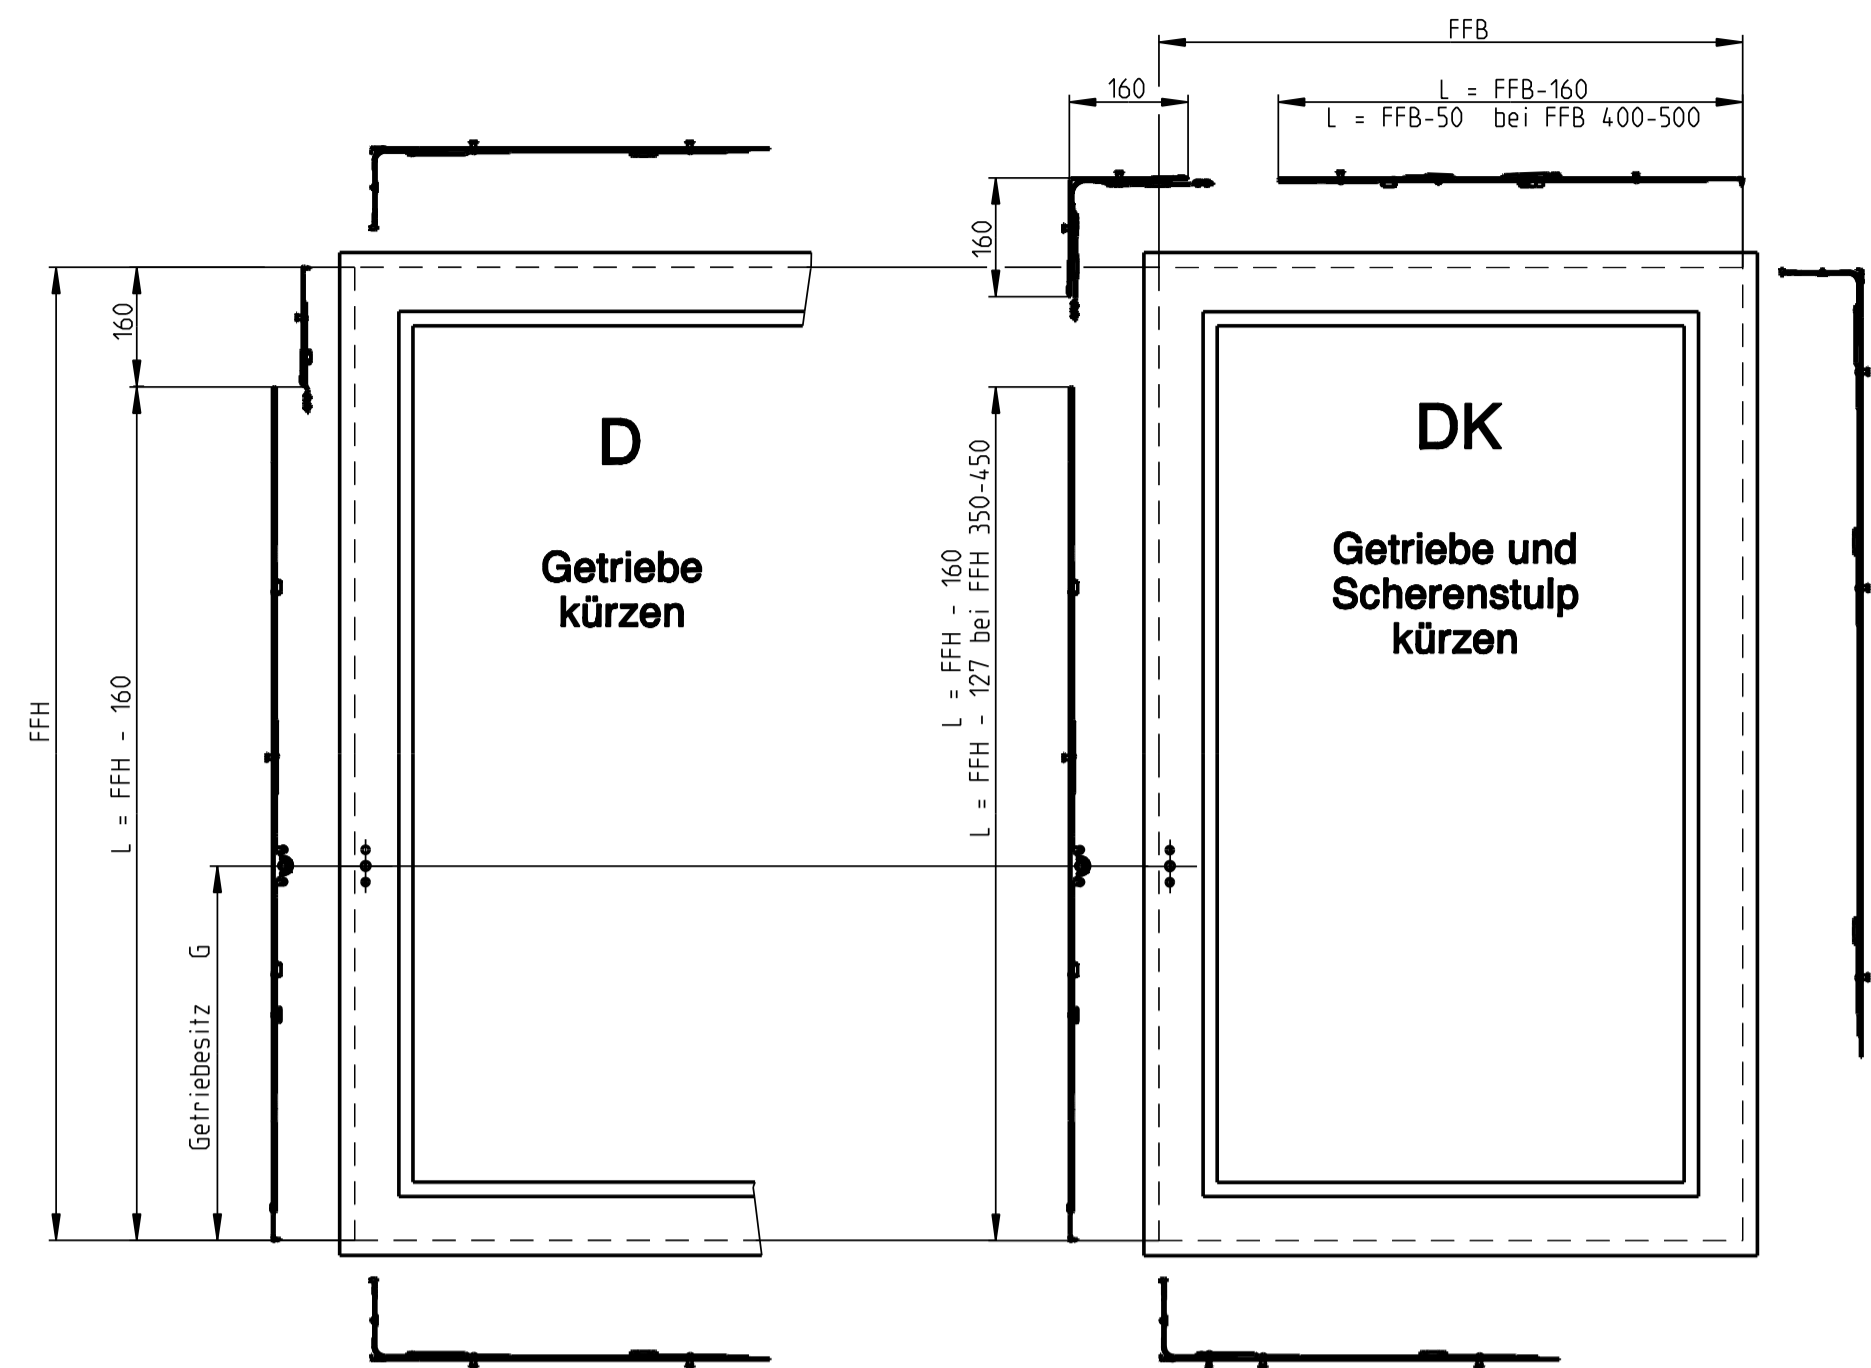 FFB
160
L = FFB-160
L = FFB-50 bei FFB 400-500
160
160
D
Getriebe
kürzen
DK
Getriebe und
Scherenstulp
kürzen
FFH
L = FFH - 160
Getriebesitz G
L = FFH - 160
L = FFH - 127 bei FFH 350-450